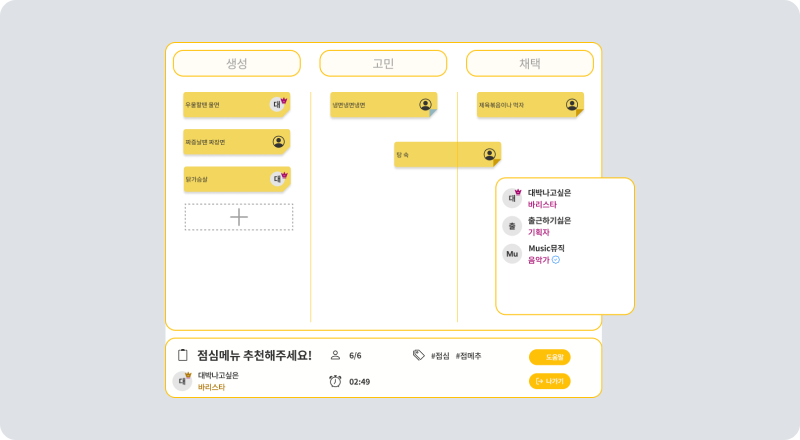 생성
고민
채택
우울할땐 울면
대
짜증날땐 짜장면
닭가슴살
대
냉면냉면냉면
탕 슉
제육볶음이나 먹자
대
대박나고싶은
바리스타
출
출근하기싫은
기획자
Mu
Music뮤직
음악가
점심메뉴 추천해주세요!
6/6
#점심 #점메추
도움말
대
대박나고싶은
바리스타
02:49
나가기